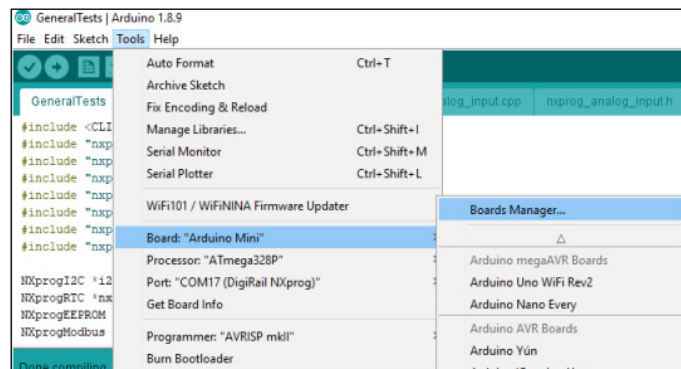 GeneralTests | Arduino 1.8.9
File Edit Sketch Tools Help
GeneralTests
alog_input.cpp
nxprog_analog_input.h
#include <CLI
#include "nxp
#include "nxp
#include "nxp
#include "nxp
#include "nxp
#include "nxp
#include "nxp
NXprogI2C *i2
NXprogRTC *nx
NXprogEEPROM
NXprogModbus
Done compiling
Auto Format Ctrl+T
Archive Sketch
Fix Encoding & Reload
Manage Libraries... Ctrl+Shift+I
Serial Monitor Ctrl+Shift+M
Serial Plotter Ctrl+Shift+L
WiFi101 / WiFiNINA Firmware Updater
Board: "Arduino Mini"
Processor: "ATmega328P"
Port: "COM17 (DigiRail NXprog)"
Get Board Info
Programmer: "AVRISP mkII"
Burn Bootloader
Boards Manager...
Arduino megaAVR Boards
Arduino Uno WiFi Rev2
Arduino Nano Every
Arduino AVR Boards
Arduino Yún